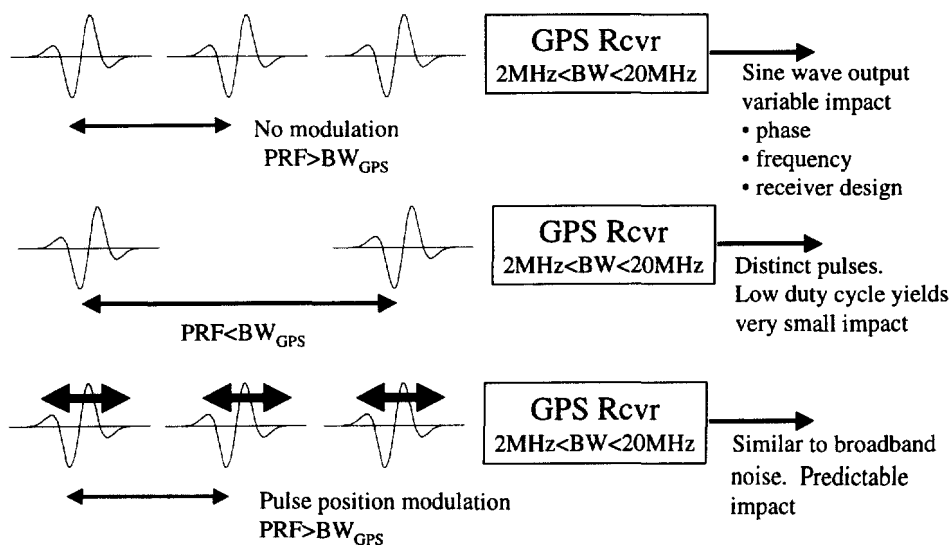 GPS Rcvr
2MHz<BW<20MHz
Sine wave output
variable impact
• phase
• frequency
• receiver design
No modulation
PRF>BW_GPS
GPS Rcvr
2MHz<BW<20MHz
Distinct pulses.
Low duty cycle yields
very small impact
PRF<BW_GPS
GPS Rcvr
2MHz<BW<20MHz
Similar to broadband
noise. Predictable
impact
Pulse position modulation
PRF>BW_GPS